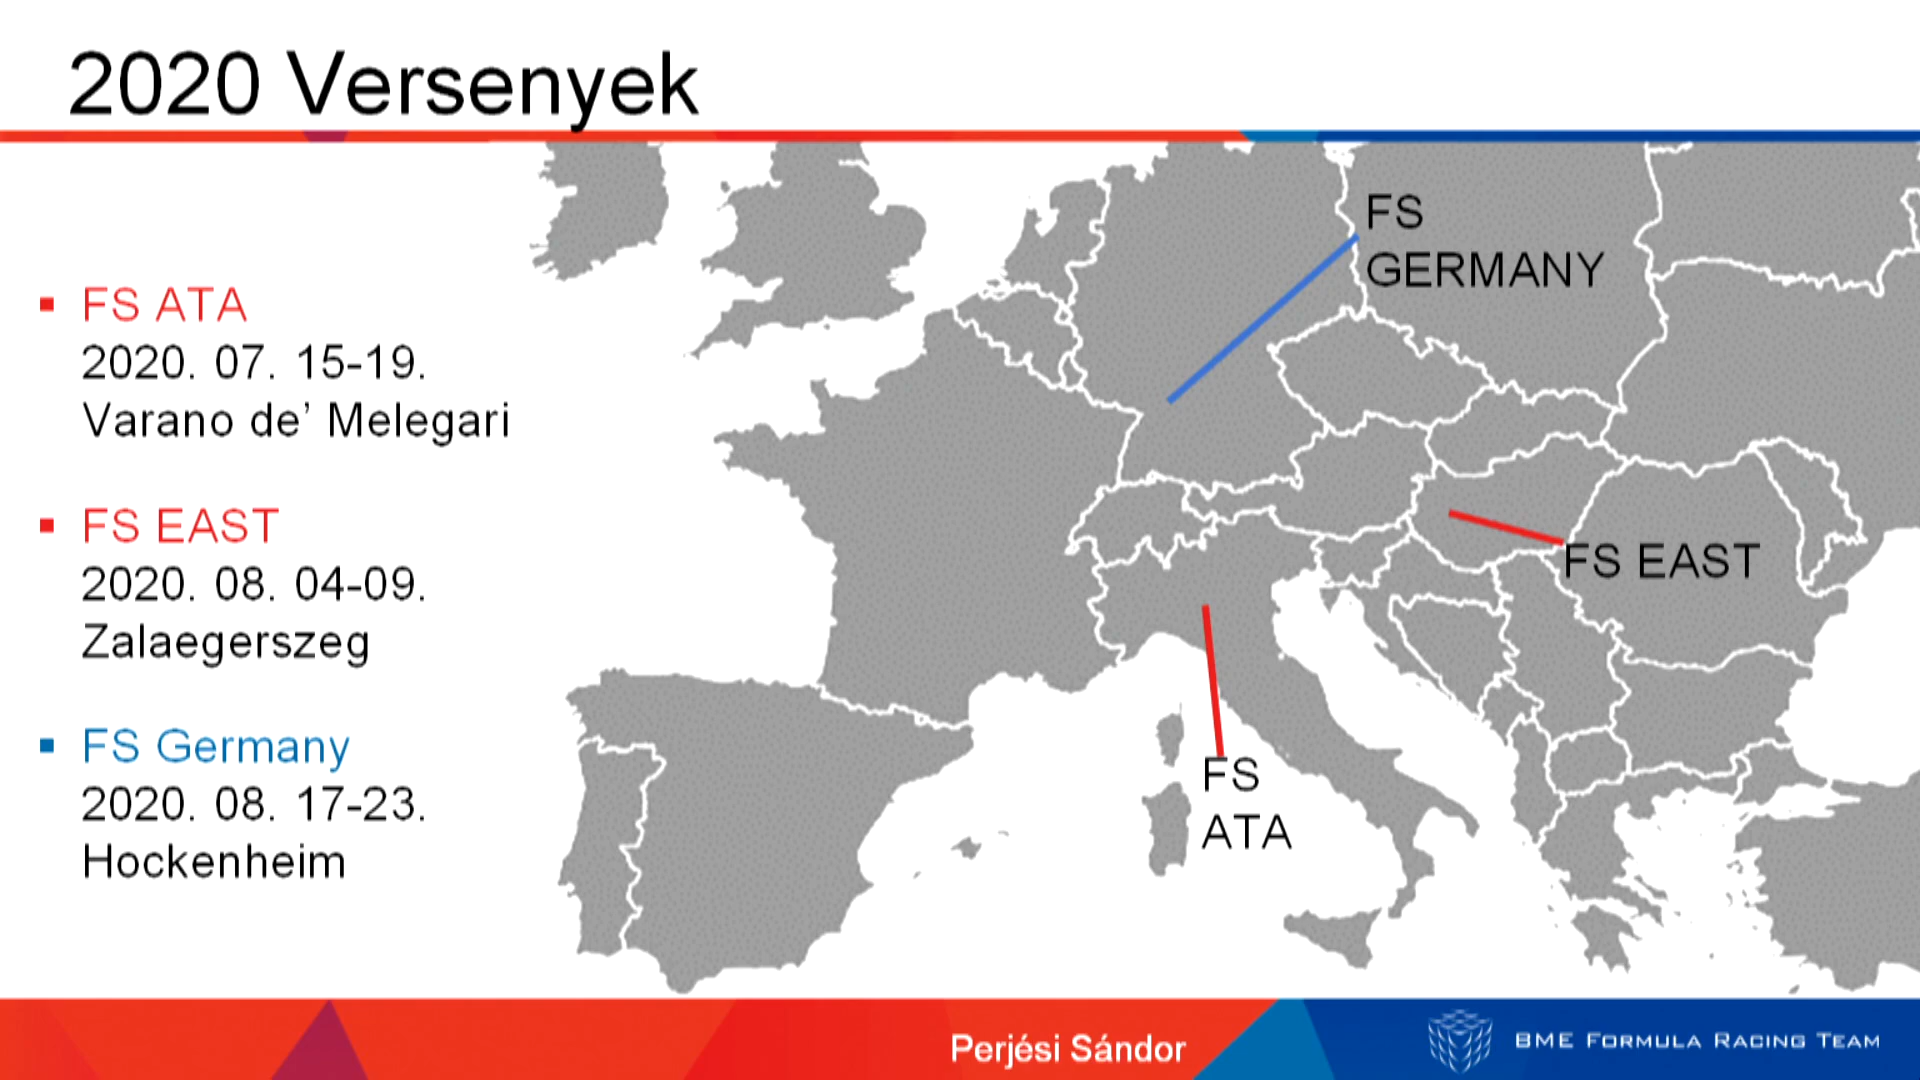 2020 Versenyek
FS ATA
2020. 07. 15-19.
Varano de’ Melegari
FS EAST
2020. 08. 04-09.
Zalaegerszeg
FS Germany
2020. 08. 17-23.
Hockenheim
FS
GERMANY
FS EAST
FS
ATA
Perjési Sándor
BME FORMULA RACING TEAM